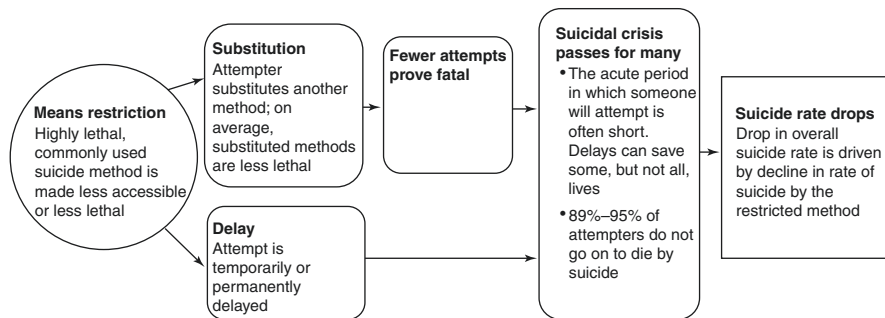 Means restriction
Highly lethal,
commonly used
suicide method is
made less accessible
or less lethal
Substitution
Attempter
substitutes another
method; on
average,
substituted methods
are less lethal
Delay
Attempt is
temporarily or
permanently
delayed
Fewer attempts
prove fatal
Suicidal crisis
passes for many
• The acute period
in which someone
will attempt is
often short.
Delays can save
some, but not all,
lives
• 89%–95% of
attempters do not
go on to die by
suicide
Suicide rate drops
Drop in overall
suicide rate is driven
by decline in rate of
suicide by the
restricted method